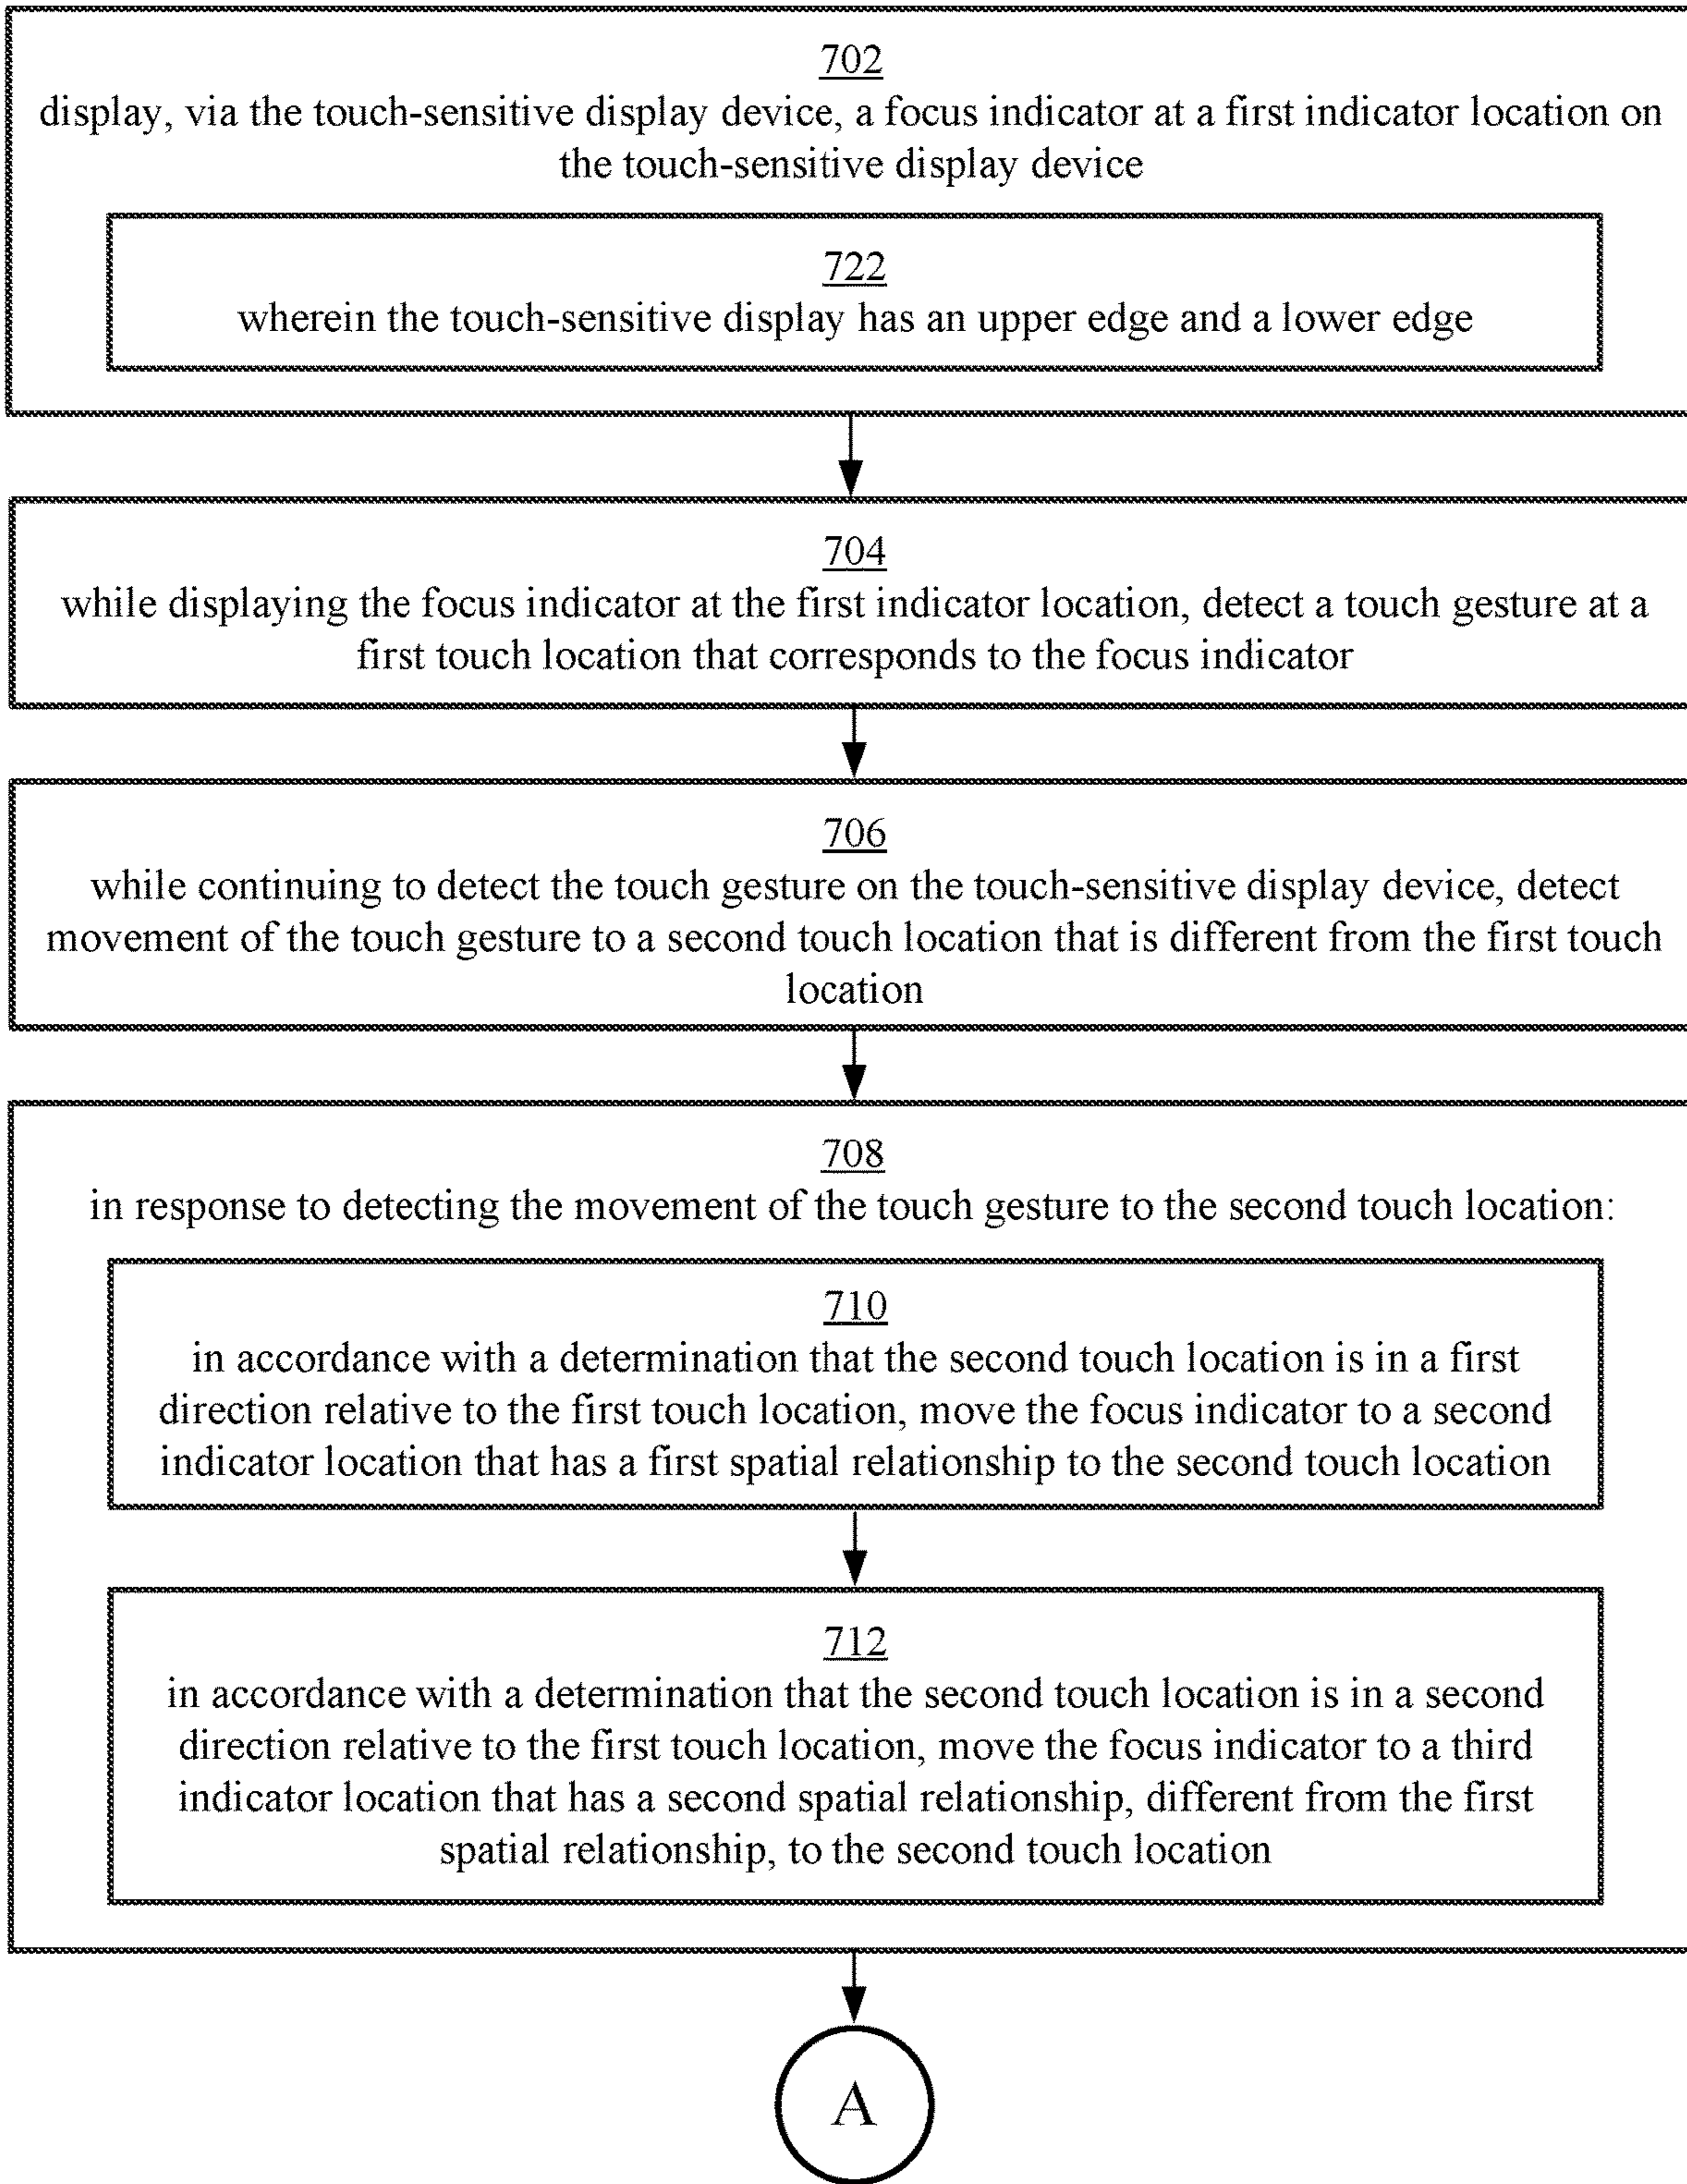 702
display, via the touch-sensitive display device, a focus indicator at a first indicator location on
the touch-sensitive display device
722
wherein the touch-sensitive display has an upper edge and a lower edge
704
while displaying the focus indicator at the first indicator location, detect a touch gesture at a
first touch location that corresponds to the focus indicator
706
while continuing to detect the touch gesture on the touch-sensitive display device, detect
movement of the touch gesture to a second touch location that is different from the first touch
location
708
in response to detecting the movement of the touch gesture to the second touch location:
710
in accordance with a determination that the second touch location is in a first
direction relative to the first touch location, move the focus indicator to a second
indicator location that has a first spatial relationship to the second touch location
712
in accordance with a determination that the second touch location is in a second
direction relative to the first touch location, move the focus indicator to a third
indicator location that has a second spatial relationship, different from the first
spatial relationship, to the second touch location
A